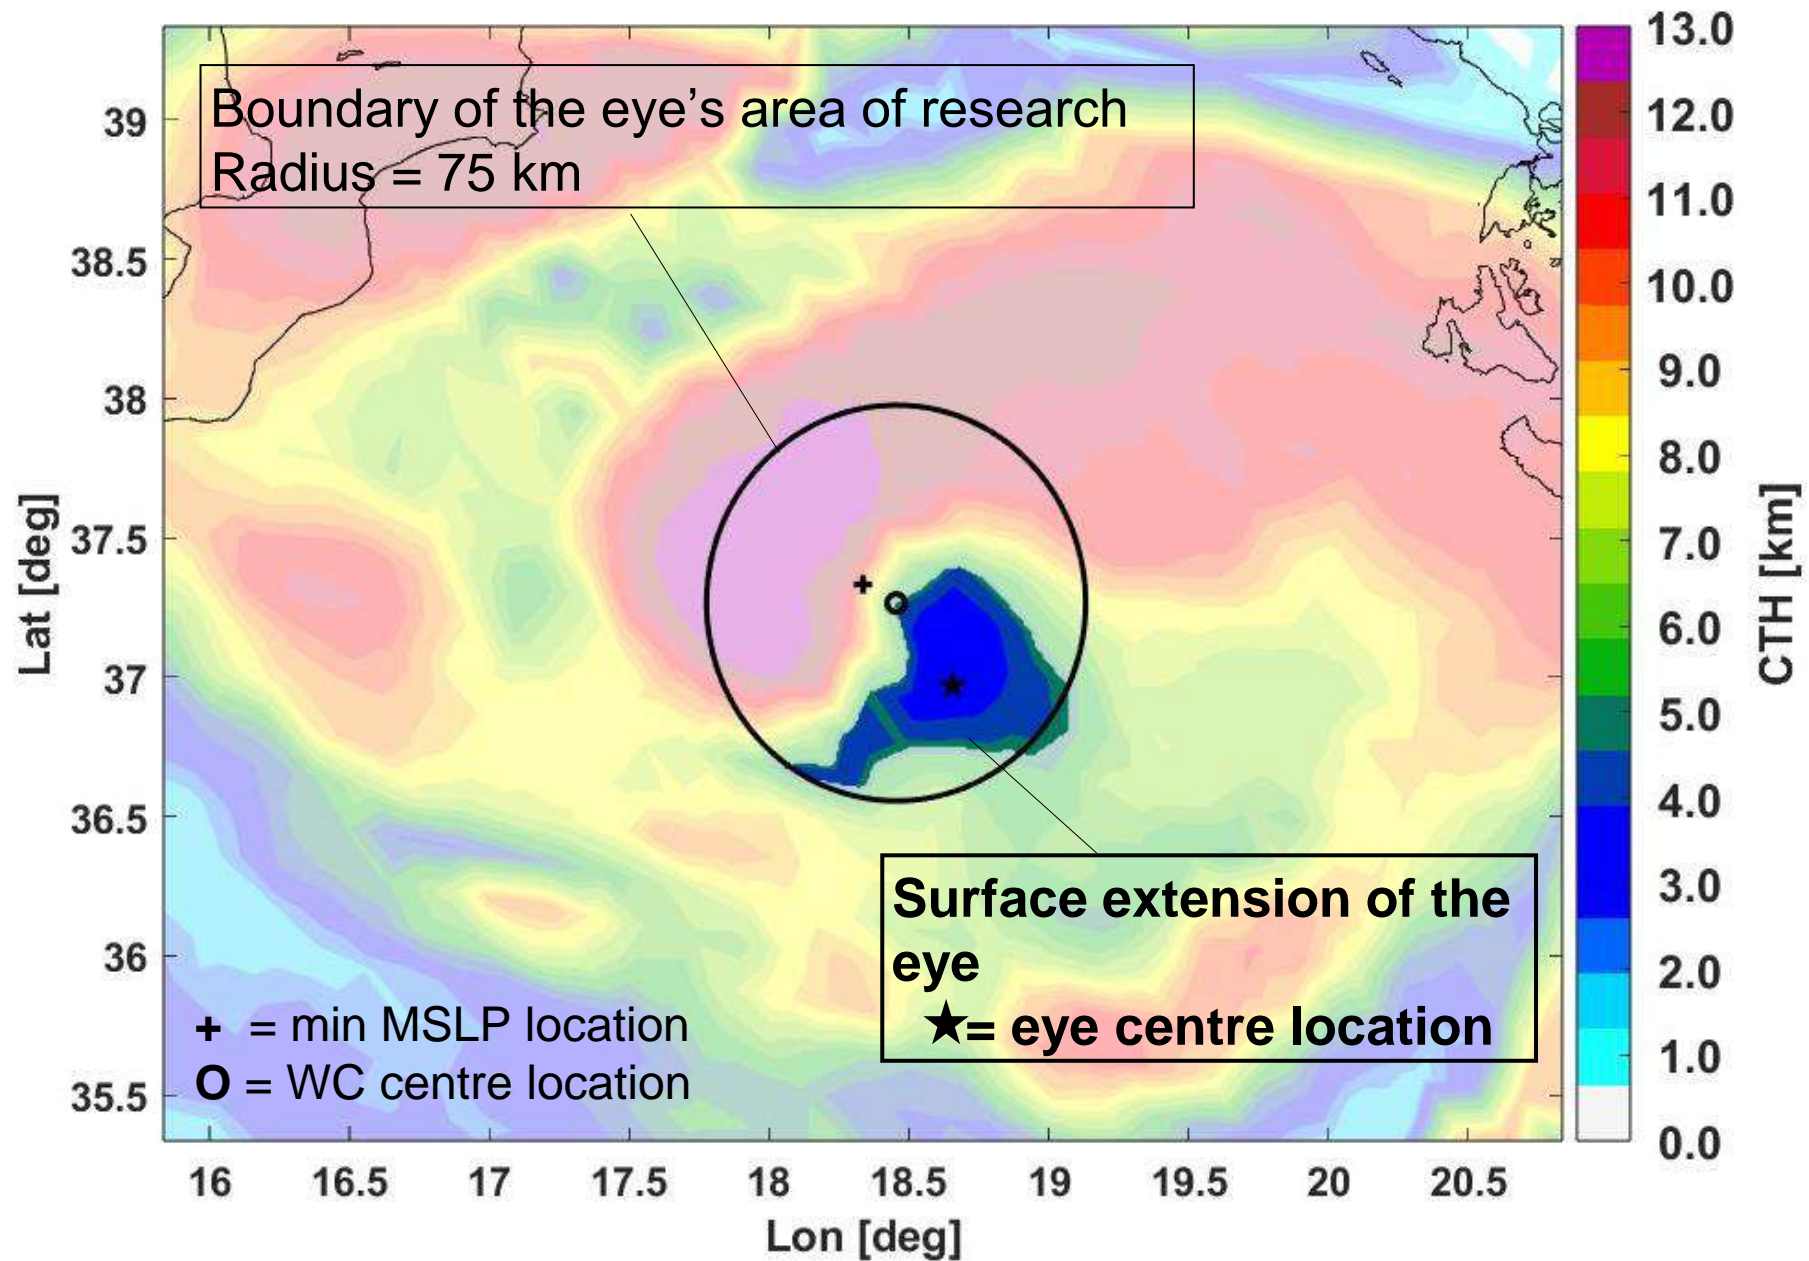 Boundary of the eye’s area of research
Radius = 75 km
Surface extension of the
eye
★= eye centre location
+ = min MSLP location
O = WC centre location
Lat [deg]
39
38.5
38
37.5
37
36.5
36
35.5
16 16.5 17 17.5 18 18.5 19 19.5 20 20.5
Lon [deg]
13.0
12.0
11.0
10.0
9.0
8.0
7.0
6.0
5.0
4.0
3.0
2.0
1.0
0.0
CTH [km]